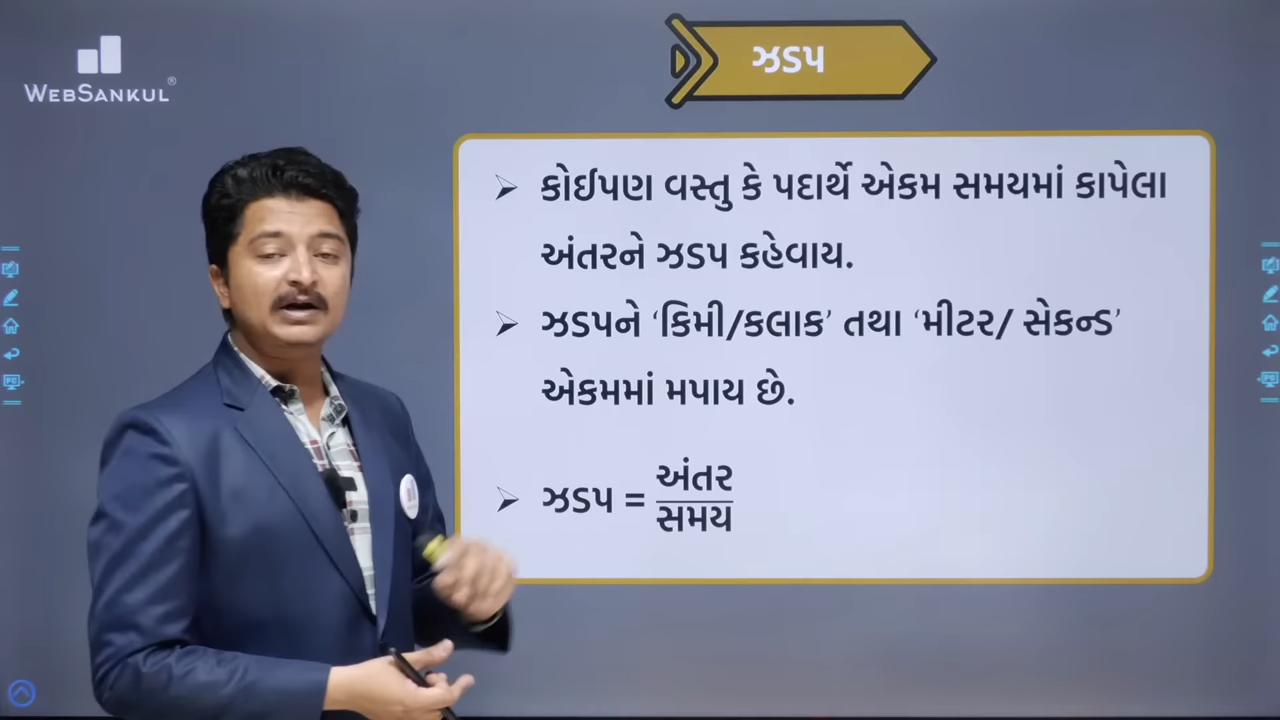 WEBSANKUL®
ઝડપ
➢ કોઈપણ વસ્તુ કે પદાર્થે એકમ સમયમાં કાપેલા
અંતરને ઝડપ કહેવાય.
➢ ઝડપને ‘કિમી/કલાક’ તથા ‘મીટર/ સેકન્ડ’
એકમમાં મપાય છે.
➢ ઝડપ = અંતર
સમય